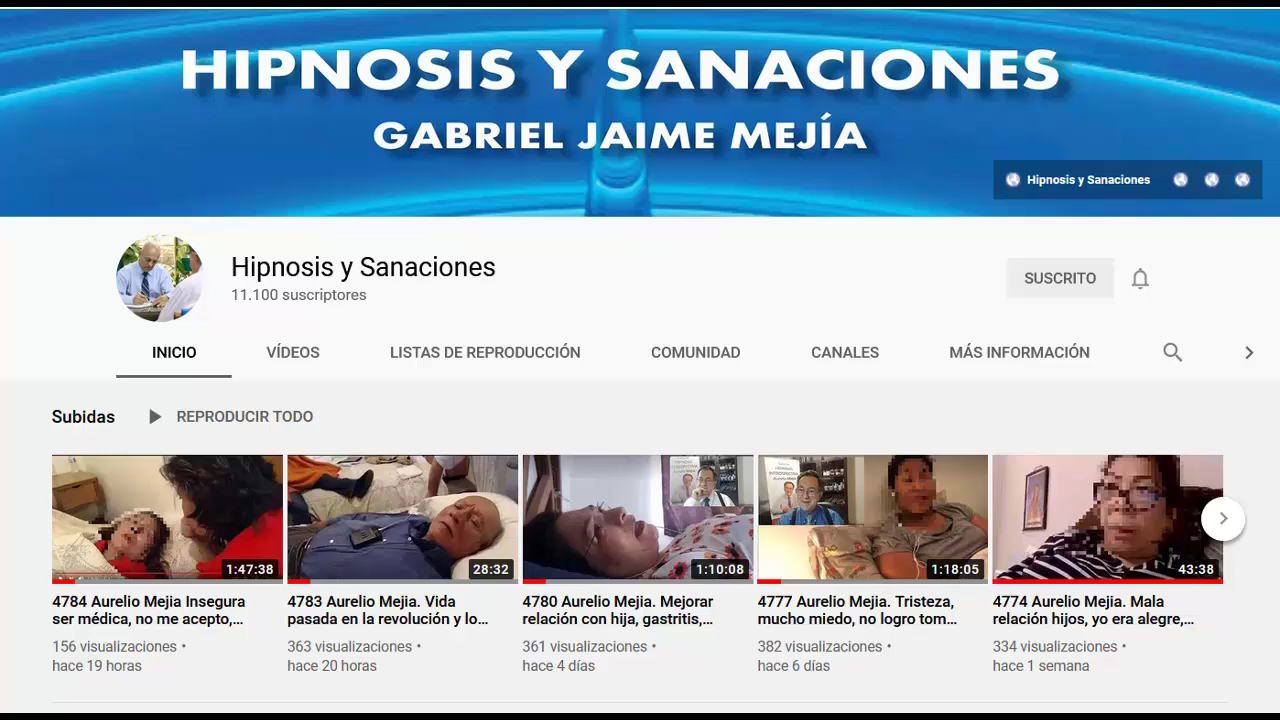 HIPNOSIS Y SANACIONES
GABRIEL JAIME MEJÍA
Hipnosis y Sanaciones
Hipnosis y Sanaciones
11.100 suscriptores
SUSCRITO
INICIO
VÍDEOS
LISTAS DE REPRODUCCIÓN
COMUNIDAD
CANALES
MÁS INFORMACIÓN
Subidas
REPRODUCIR TODO
1:47:38
28:32
1:10:08
1:18:05
43:38
4784 Aurelio Mejia Insegura
ser médica, no me acepto,...
156 visualizaciones •
hace 19 horas
4783 Aurelio Mejia. Vida
pasada en la revolución y lo...
363 visualizaciones •
hace 20 horas
4780 Aurelio Mejia. Mejorar
relación con hija, gastritis,...
361 visualizaciones •
hace 4 días
4777 Aurelio Mejia. Tristeza,
mucho miedo, no logro tom...
382 visualizaciones •
hace 6 días
4774 Aurelio Mejia. Mala
relación hijos, yo era alegre,...
334 visualizaciones •
hace 1 semana